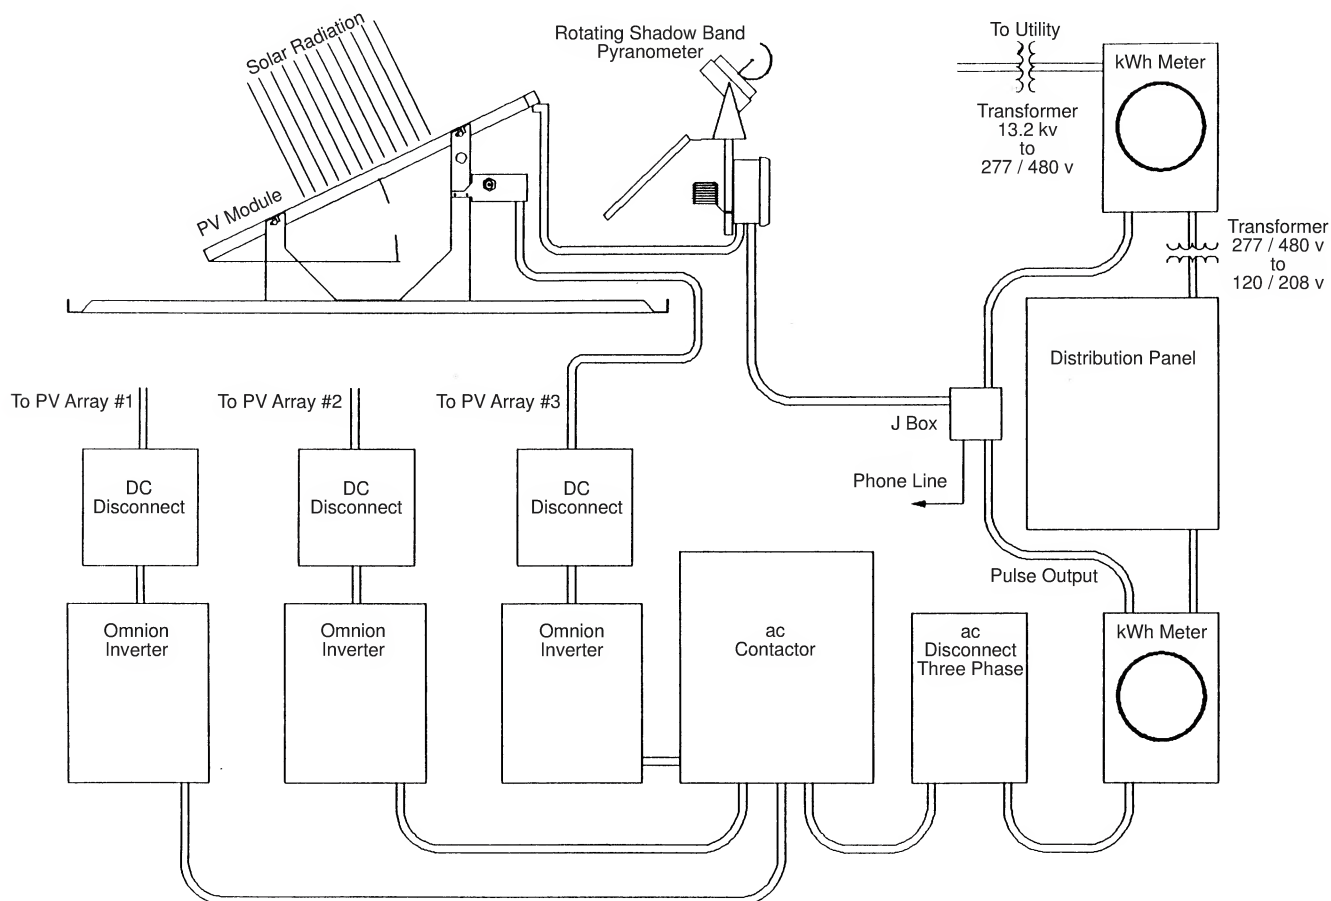 Solar Radiation
Rotating Shadow Band
Pyranometer
To Utility
kWh Meter
Transformer
13.2 kv
to
277 / 480 v
PV Module
Transformer
277 / 480 v
to
120 / 208 v
Distribution Panel
To PV Array #1
To PV Array #2
To PV Array #3
J Box
Phone Line
DC
Disconnect
DC
Disconnect
DC
Disconnect
Pulse Output
Omnion
Inverter
Omnion
Inverter
Omnion
Inverter
ac
Contactor
ac
Disconnect
Three Phase
kWh Meter